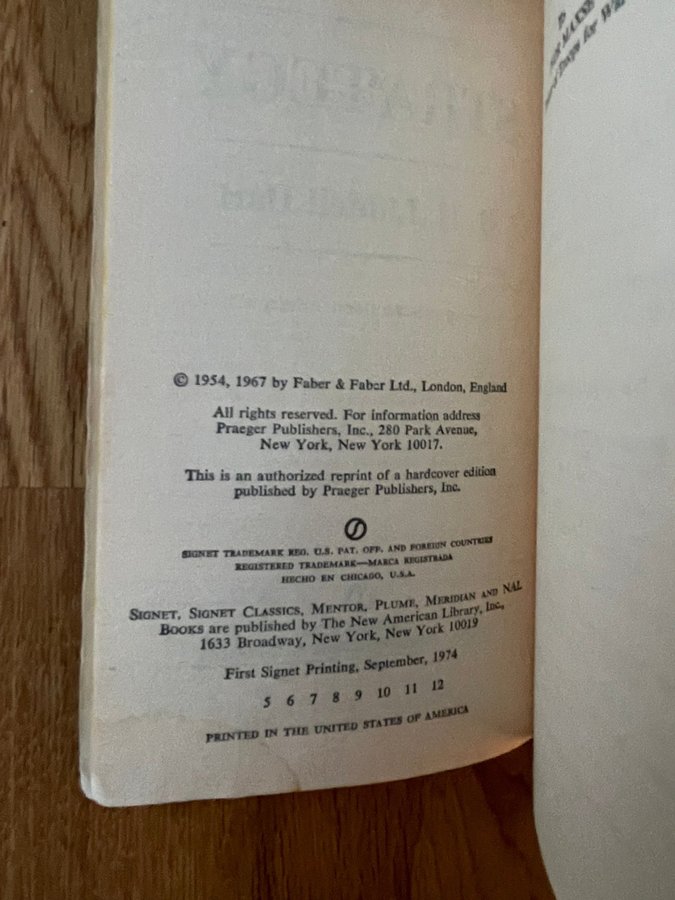 © 1954, 1967 by Faber & Faber Ltd., London, England
All rights reserved. For information address
Praeger Publishers, Inc., 280 Park Avenue,
New York, New York 10017.
This is an authorized reprint of a hardcover edition
published by Praeger Publishers, Inc.
SIGNET TRADEMARK REG. U.S. PAT. OFF. AND FOREIGN COUNTRIES
REGISTERED TRADEMARK—MARCA REGISTRADA
HECHO EN CHICAGO, U.S.A.
SIGNET, SIGNET CLASSICS, MENTOR, PLUME, MERIDIAN AND NAL
BOOKS are published by The New American Library, Inc,
1633 Broadway, New York, New York 10019
First Signet Printing, September, 1974
5 6 7 8 9 10 11 12
PRINTED IN THE UNITED STATES OF AMERICA